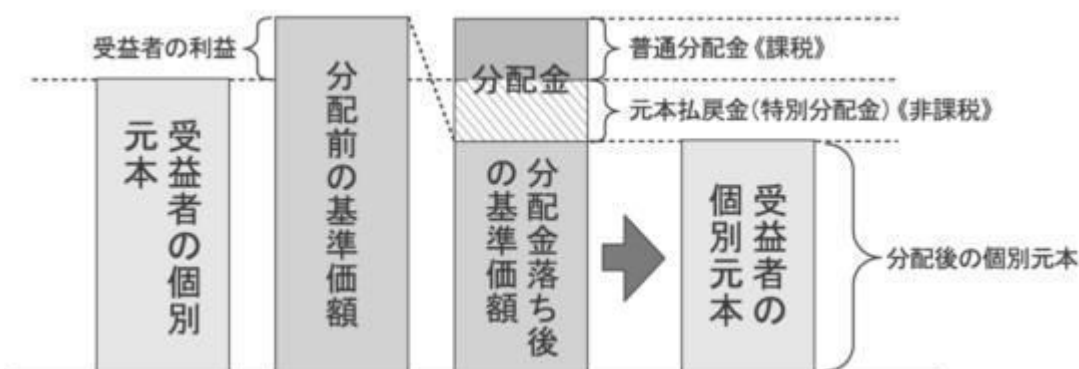 受益者の利益
受益者の個別
元本
分配前の基準価額
分配金
分配金落ち後
の基準価額
普通分配金《課税》
元本払戻金(特別分配金)《非課税》
受益者の
個別元本
分配後の個別元本